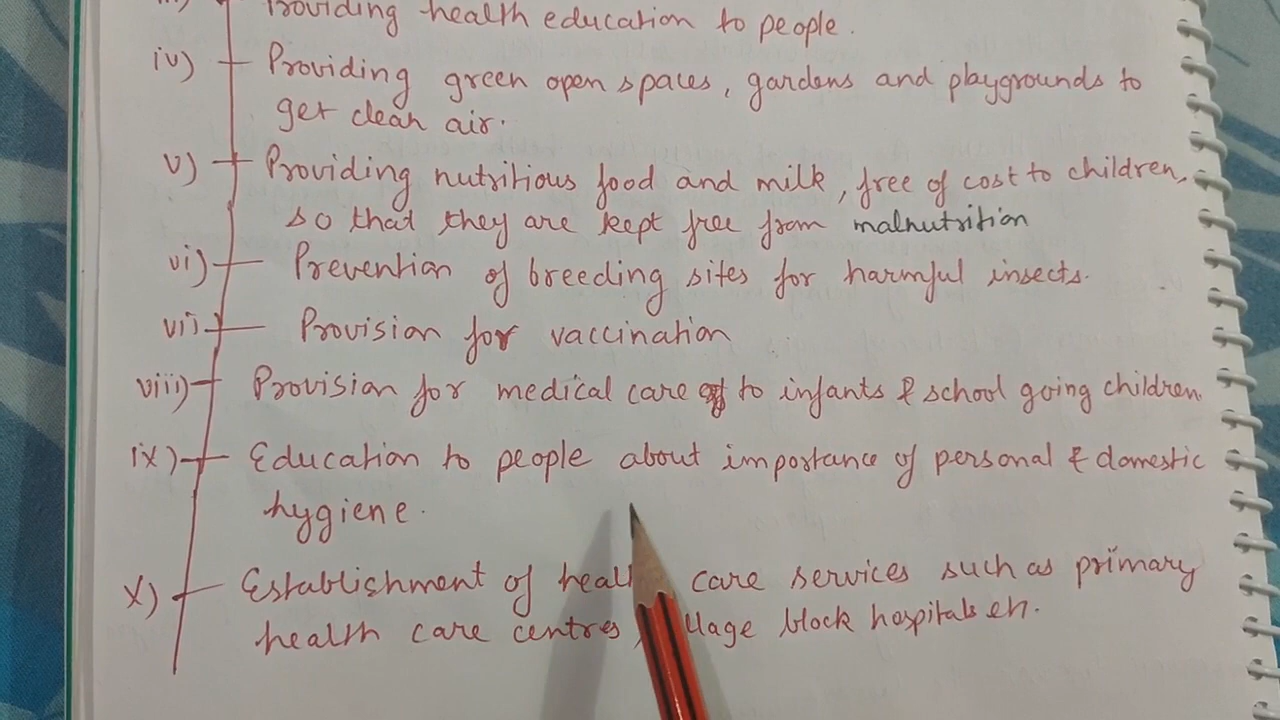 iii) Providing health education to people.
iv) Providing green open spaces, gardens and playgrounds to
get clean air.
v) Providing nutritious food and milk, free of cost to children,
so that they are kept free from malnutrition
vi) Prevention of breeding sites for harmful insects.
vii) Provision for vaccination
viii) Provision for medical care to infants & school going children.
ix) Education to people about importance of personal & domestic
hygiene.
x) Establishment of care services such as primary
health care centres, block hospitals